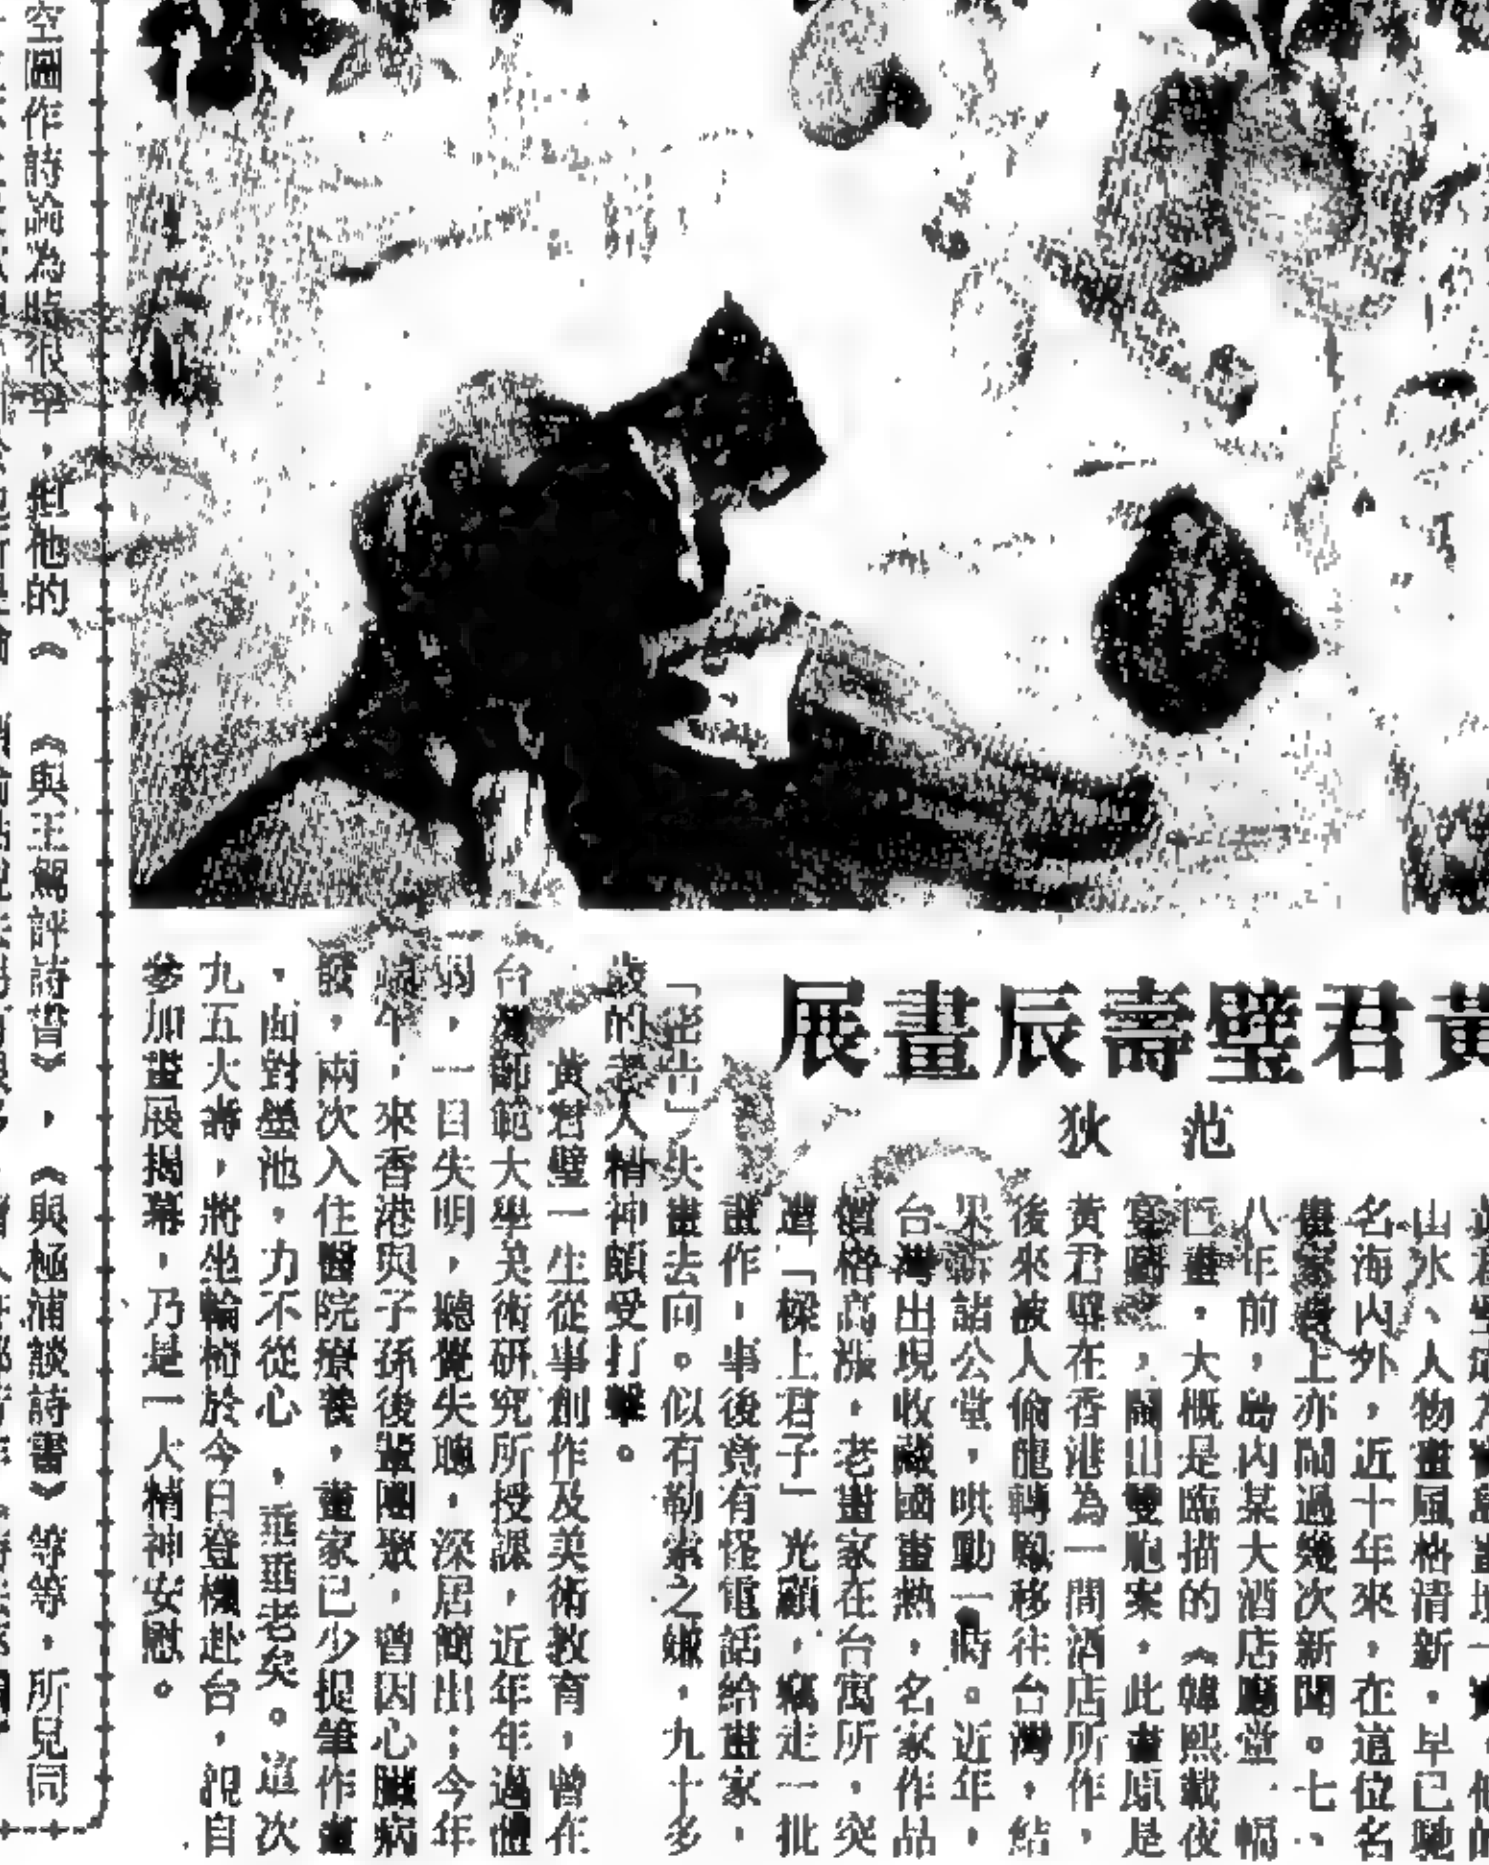 黃君璧壽辰畫展
池狄
山水、人物畫風格清新，早已馳
名海內外，近十年來，在這位名
畫家身上亦鬧過幾次新聞。七、
八年前，島內某大酒店廳堂一幅
巨畫，大概是臨描的《韓熙載夜
宴圖》，鬧出雙胞案，此畫原是
黃君璧在香港為一間酒店所作，
後來被人偷龍轉鳳移往台灣，結
果訴諸公堂，哄動一時。近年，
台灣出現收藏國畫熱，名家作品
價格高漲，老畫家在台寓所，突
遭「樑上君子」光顧，竊走一批
畫作，事後竟有怪電話給畫家，
「密告」失畫去向。似有勒索之嫌，九十多
歲的老人精神頗受打擊。
黃君璧一生從事創作及美術教育，曾在
台灣師範大學美術研究所授課，近年年邁體
弱，一目失明，聽覺失聰，深居簡出；今年
端午，來香港與子孫後輩團聚，曾因心臟病
發，兩次入住醫院療養，畫家已少提筆作畫
，面對墨池，力不從心，垂垂老矣。這次
九五大壽，將坐輪椅於今日登機赴台，親自
參加畫展揭幕，乃是一大精神安慰。
空圖作詩論為時很早，但他的《
《與王駕評詩書》，《與極浦談詩書》等等，所見同